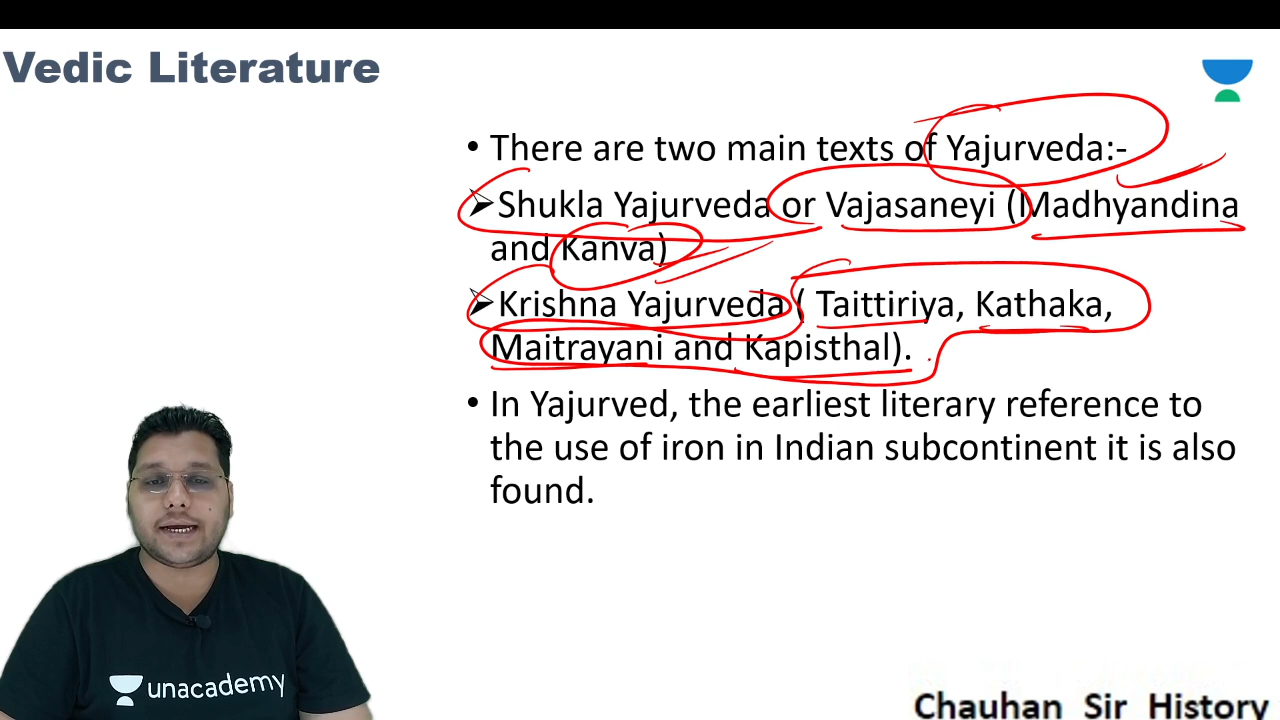 Vedic Literature
• There are two main texts of Yajurveda:-
➢Shukla Yajurveda or Vajasaneyi (Madhyandina
and Kanva)
➢Krishna Yajurveda ( Taittiriya, Kathaka,
Maitrayani and Kapisthal).
• In Yajurved, the earliest literary reference to
the use of iron in Indian subcontinent it is also
found.
unacademy
Chauhan Sir History